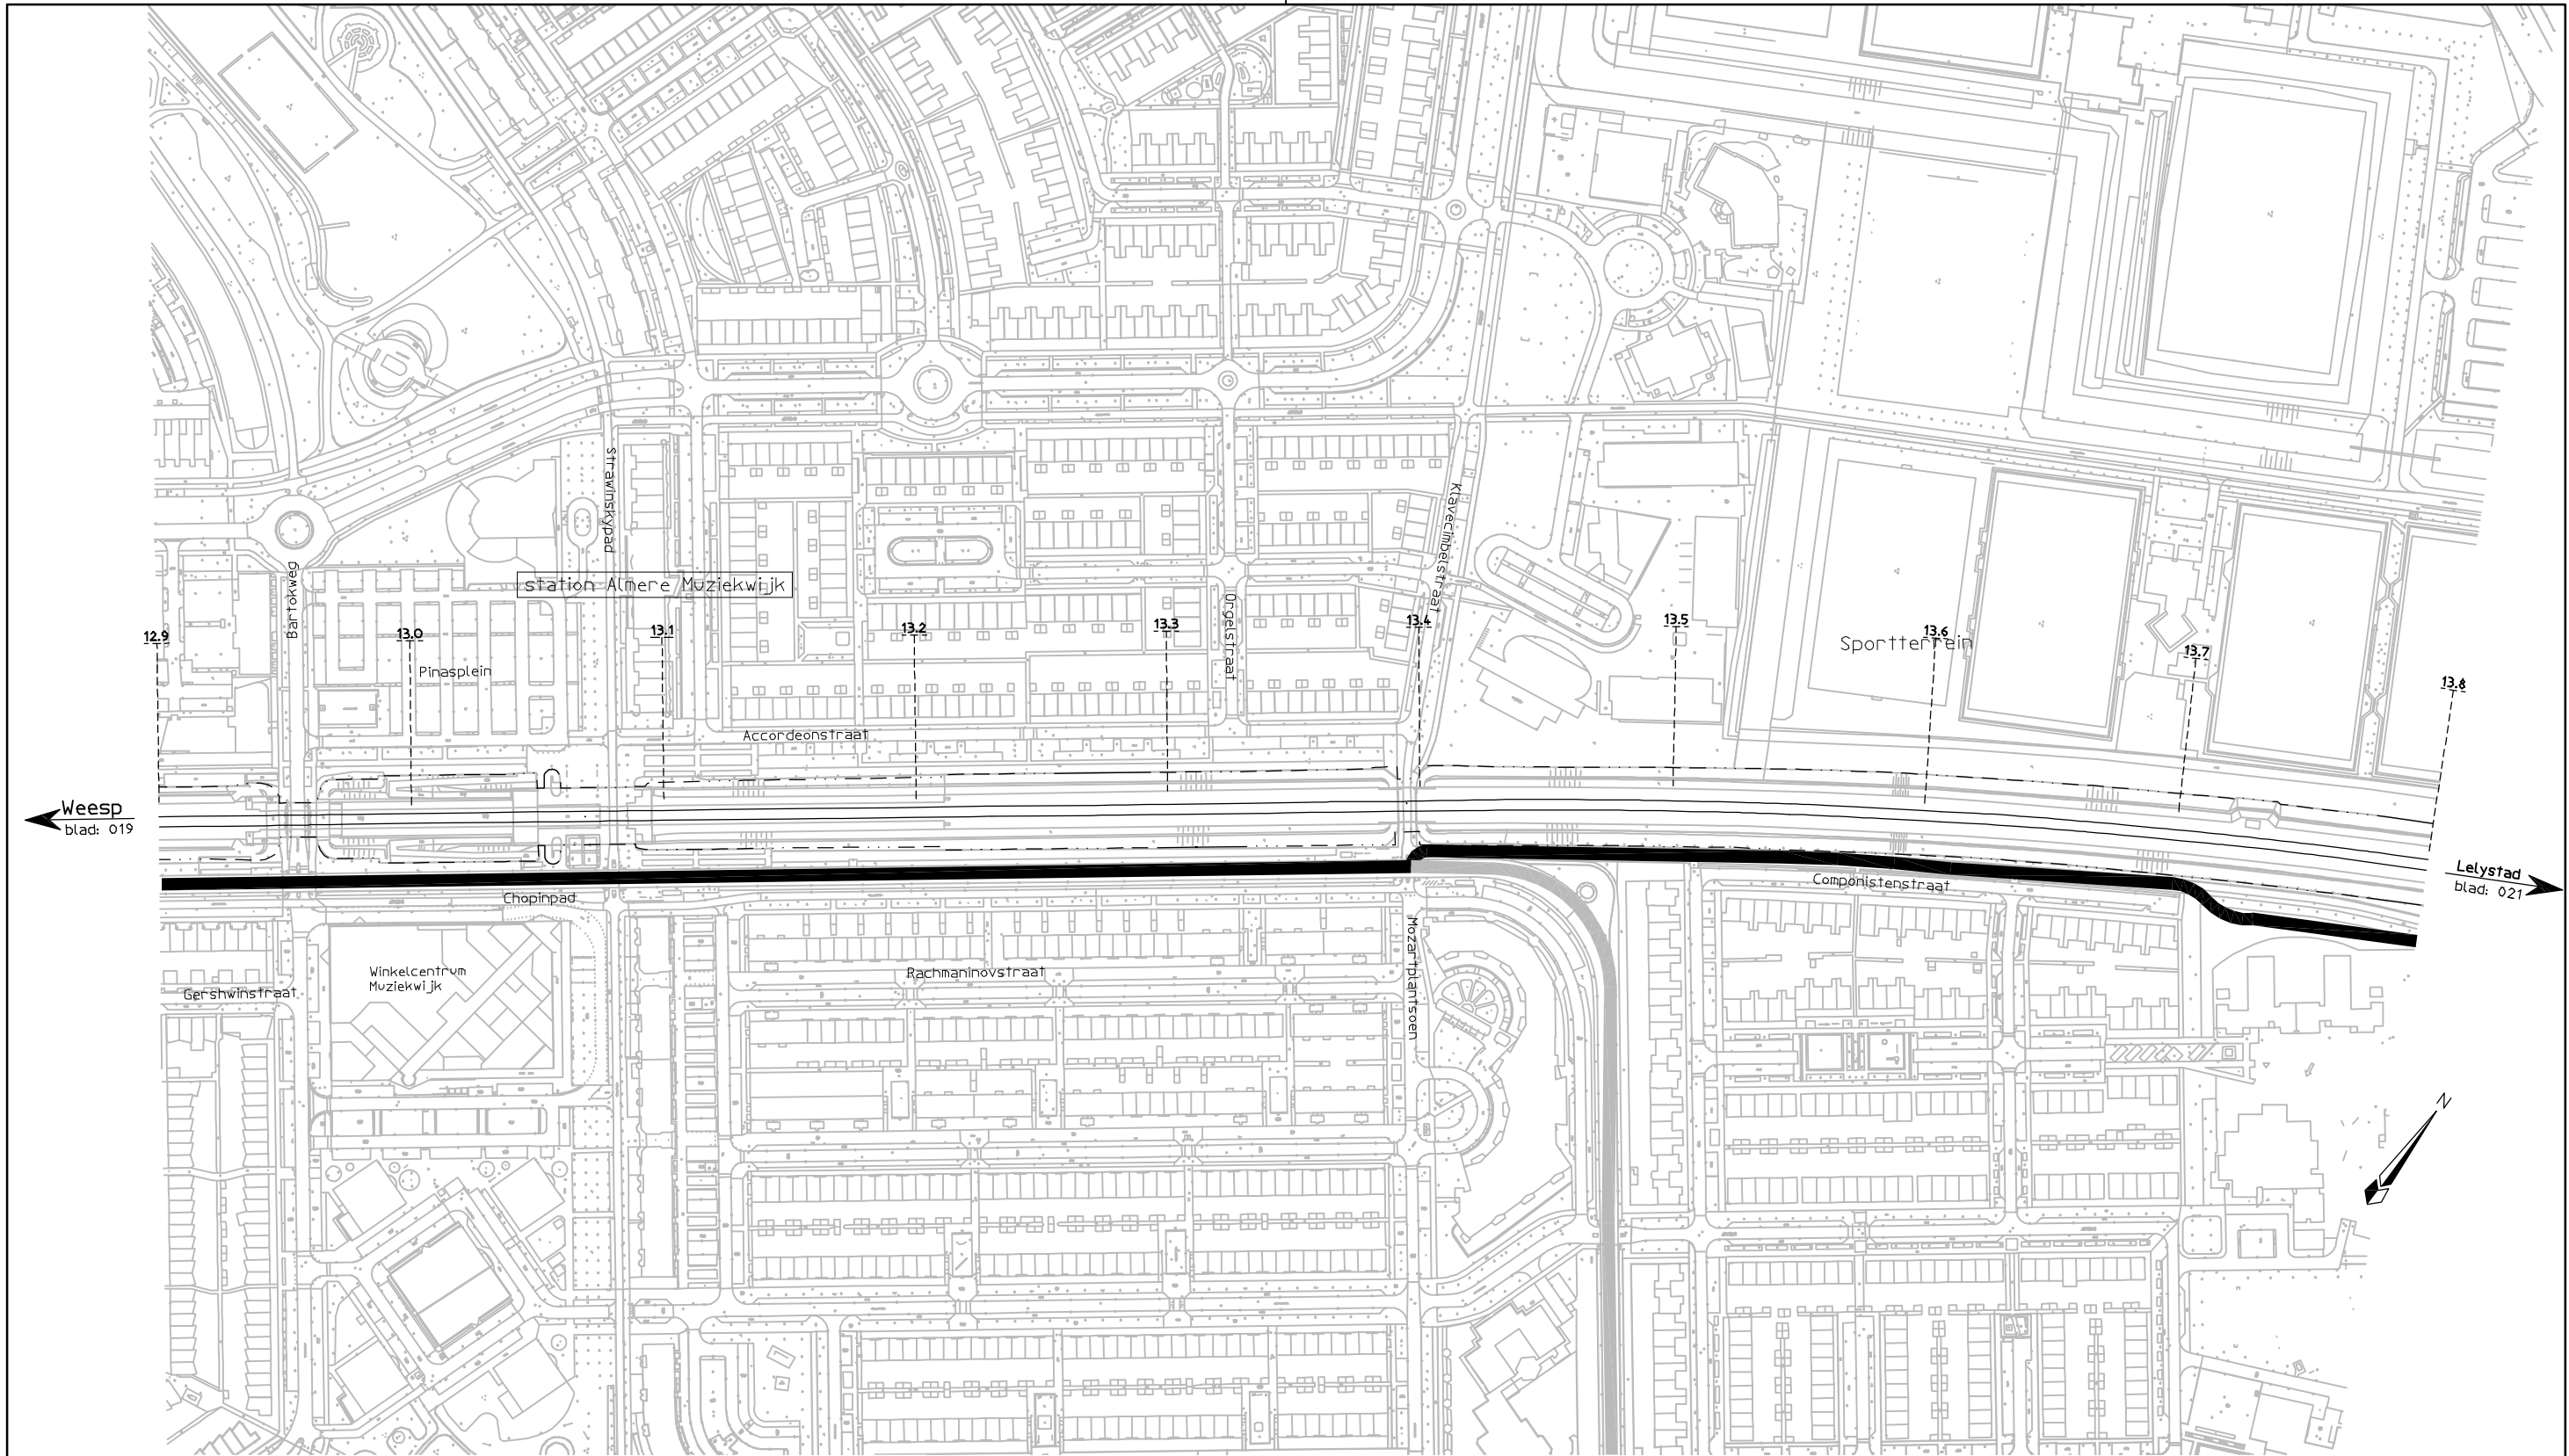 Strawinskypad
Klavecimbelstraat
Bartokweg
station Almere Muziekwijk
Orgelstraat
12.9
13.0
13.1
13.2
13.3
13.4
13.5
13.6
13.7
13.8
Sportterrein
Pinasplein
Accordeonstraat
Weesp
blad: 019
Lelystad
blad: 021
Componistenstraat
Chopinpad
Mozartplantsoen
Winkelcentrum
Muziekwijk
Rachmaninovstraat
Gershwinstraat
N